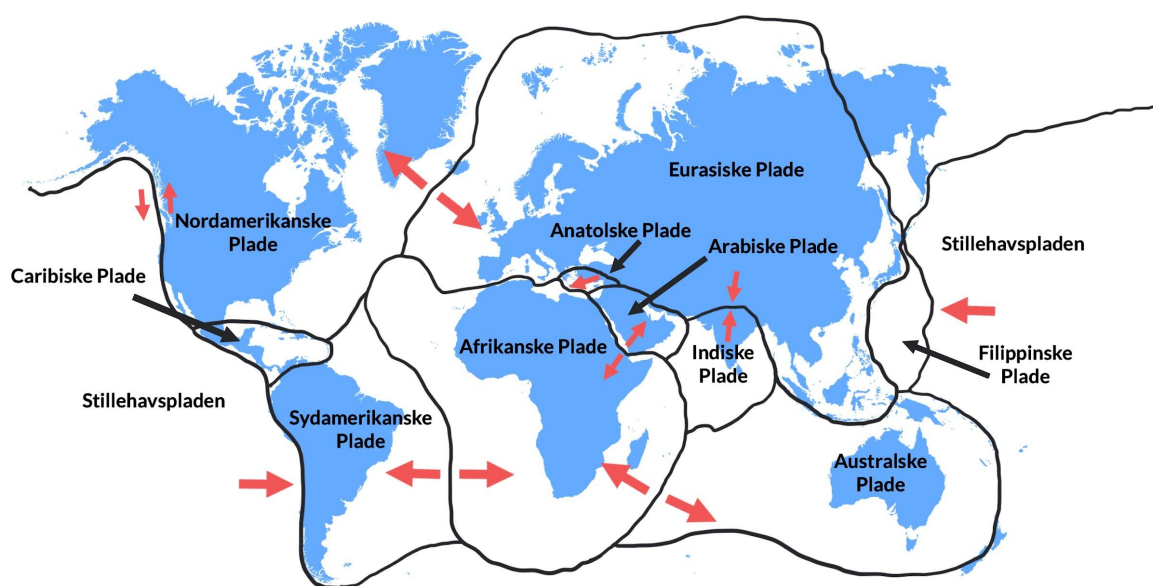 Eurasiske Plade
Nordamerikanske
Plade
Anatolske Plade
Arabiske Plade
Stillehavspladen
Caribiske Plade
Afrikanske Plade
Indiske
Plade
Filippinske
Plade
Stillehavspladen
Sydamerikanske
Plade
Australske
Plade